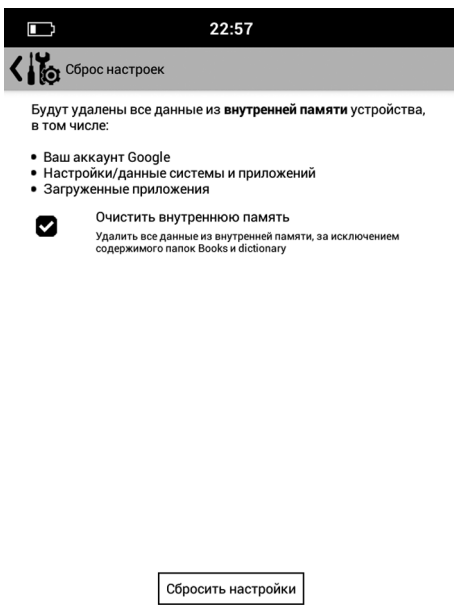 22:57
Сброс настроек
Будут удалены все данные из внутренней памяти устройства,
в том числе:
• Ваш аккаунт Google
• Настройки/данные системы и приложений
• Загруженные приложения
Очистить внутреннюю память
Удалить все данные из внутренней памяти, за исключением
содержимого папок Books и dictionary
Сбросить настройки